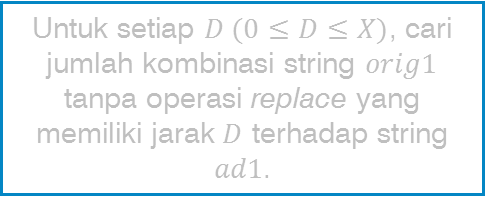 Untuk setiap 𝐷 (0 ≤ 𝐷 ≤ 𝑋), cari
jumlah kombinasi string 𝑜𝑟𝑖𝑔1
tanpa operasi replace yang
memiliki jarak 𝐷 terhadap string
𝑎𝑑1.